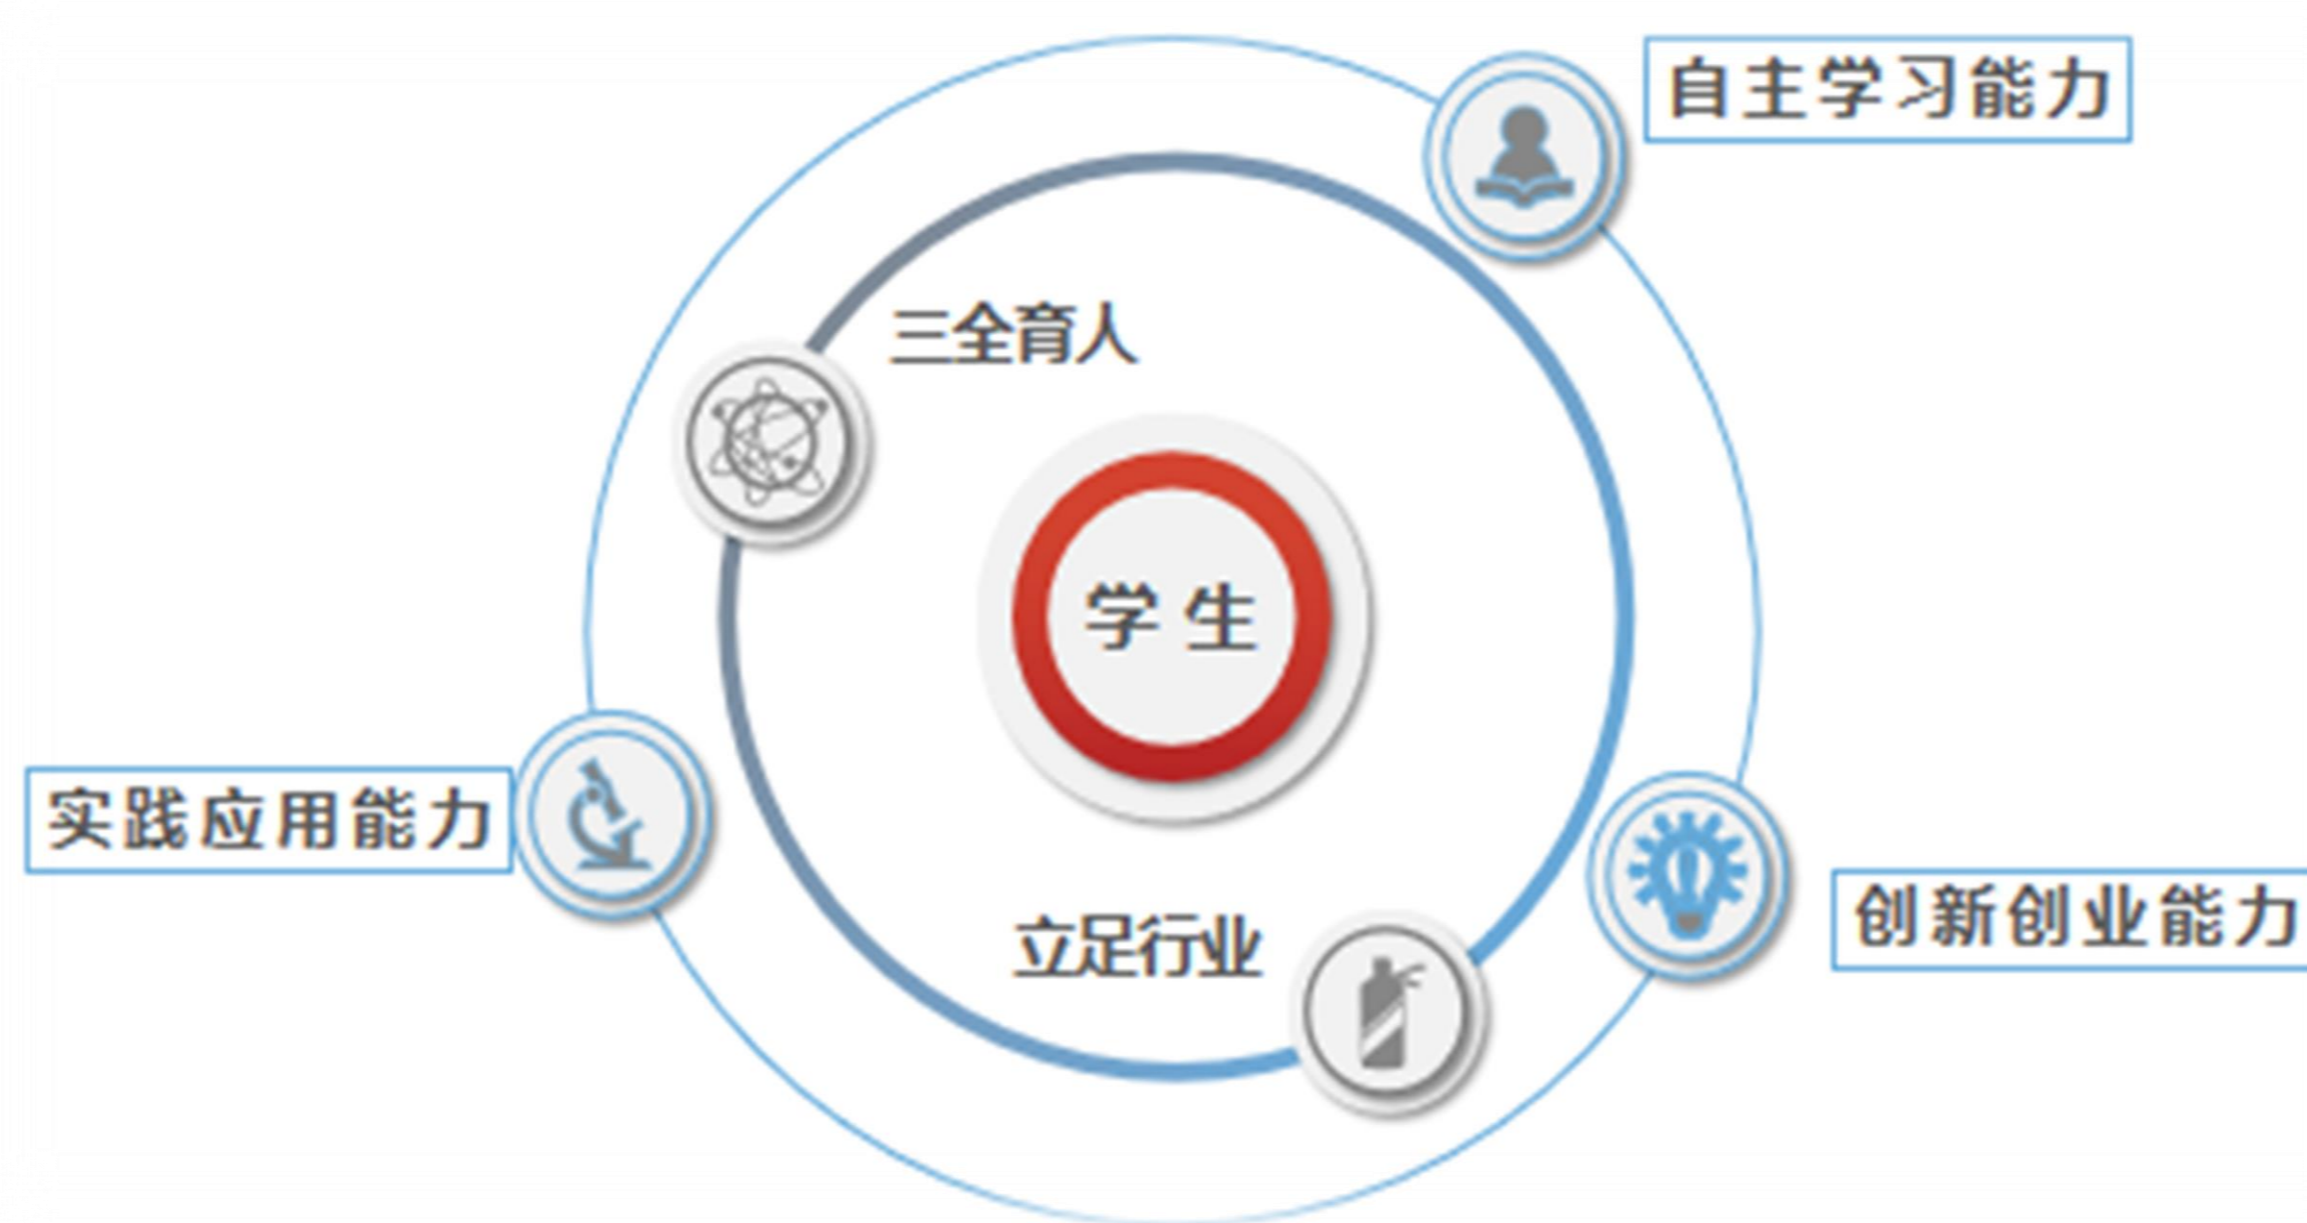 自主学习能力
三全育人
学生
实践应用能力
创新创业能力
立足行业